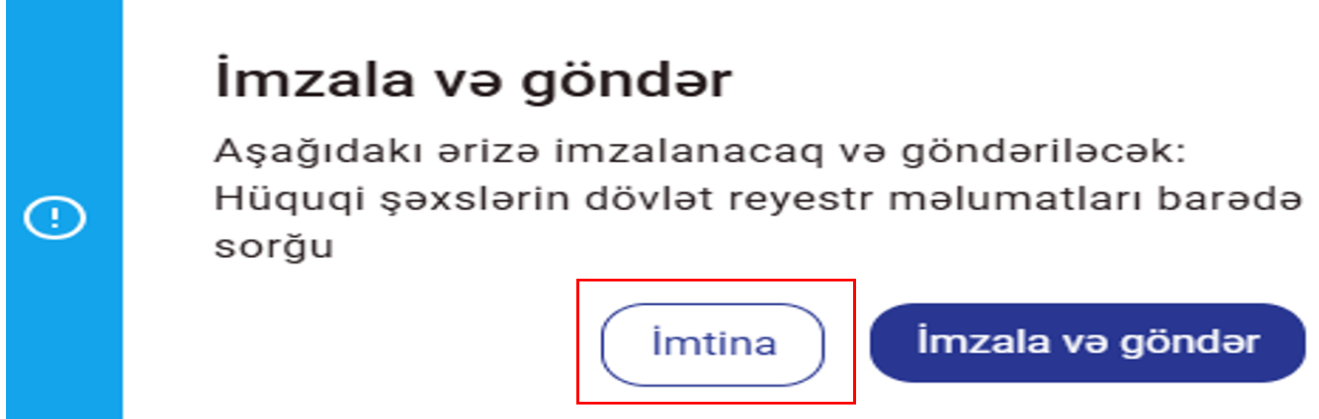 İmzala və göndər
Aşağıdakı ərizə imzalanacaq və göndəriləcək:
Hüquqi şəxslərin dövlət reyestr məlumatları barədə
sorğu
İmtina
İmzala və göndər